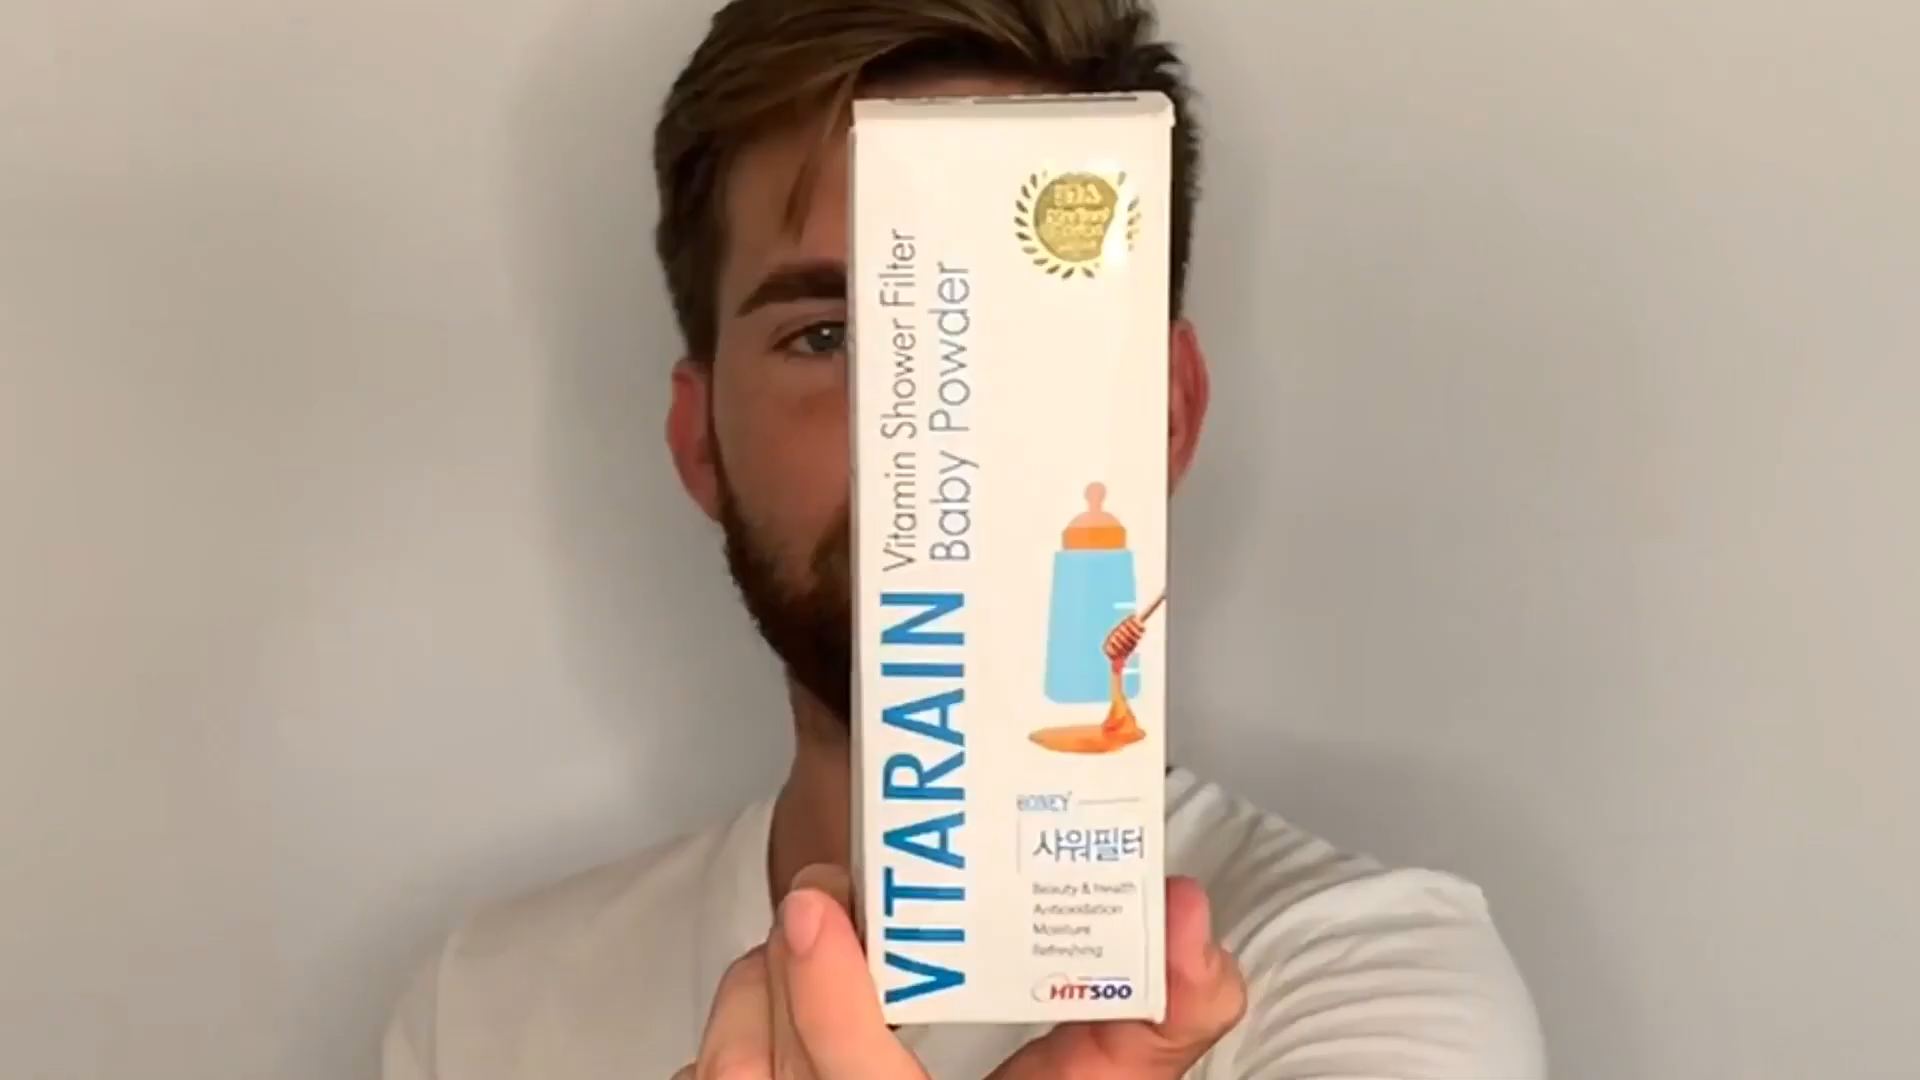 VITARAIN
Vitamin Shower Filter
Baby Powder
HONEY
샤워필터
Beauty & Health
Antioxidation
Moisture
Refreshing
HITSOO